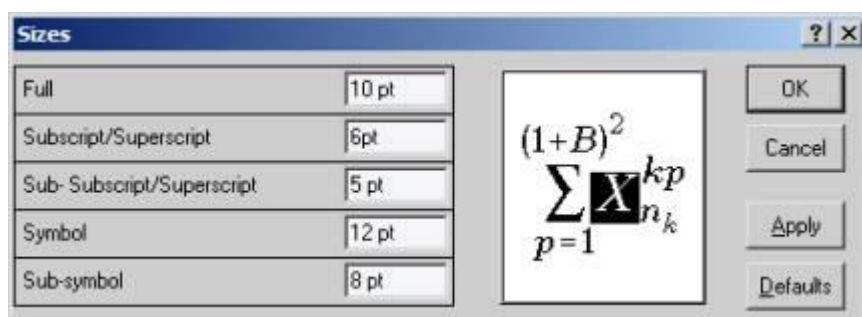 Sizes
Full 10 pt
Subscript/Superscript 6pt
Sub- Subscript/Superscript 5 pt
Symbol 12 pt
Sub-symbol 8 pt
(1+B)²
∑ X kp
n k
p=1
OK
Cancel
Apply
Defaults